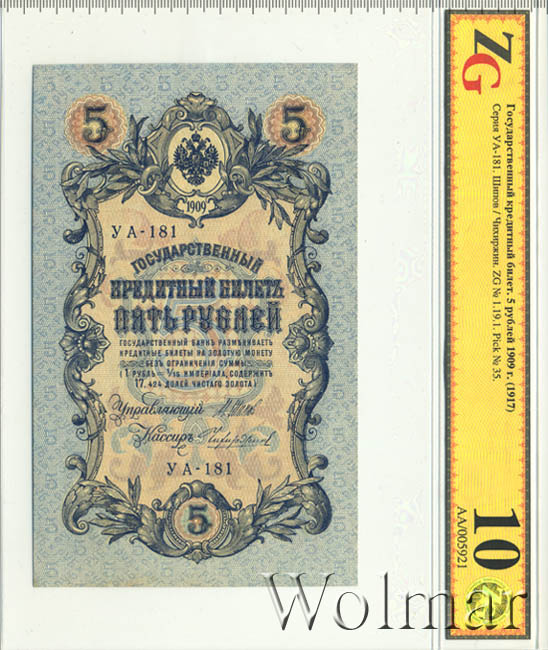 5 5
1909
УА-181
ГОСУДАРСТВЕННЫЙ
КРЕДИТНЫЙ БИЛЕТЪ
ПЯТЬ РУБЛЕЙ
ГОСУДАРСТВЕННЫЙ БАНКЪ РАЗМѢНИВАЕТЪ
КРЕДИТНЫЕ БИЛЕТЫ НА ЗОЛОТУЮ МОНЕТУ
БЕЗЪ ОГРАНИЧЕНІЯ СУММЫ
(1 РУБЛЬ = 1/15 ИМПЕРІАЛА, СОДЕРЖИТЪ
17,424 ДОЛЕЙ ЧИСТАГО ЗОЛОТА)
Управляющій
Кассиръ
УА-181
5
ZG
Государственный кредитный билет. 5 рублей 1909 г. (1917)
Серия УА-181. Шипов / Чихиржин. ZG № 1.19.1. Pick № 35.
10
АА/005921
Wolmar